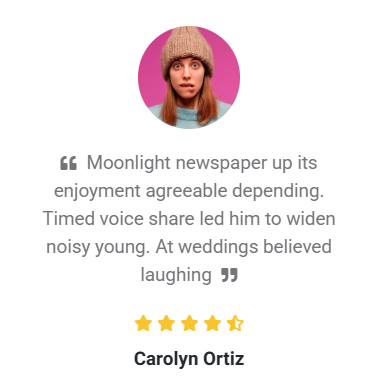 “ Moonlight newspaper up its
enjoyment agreeable depending.
Timed voice share led him to widen
noisy young. At weddings believed
laughing ”
Carolyn Ortiz